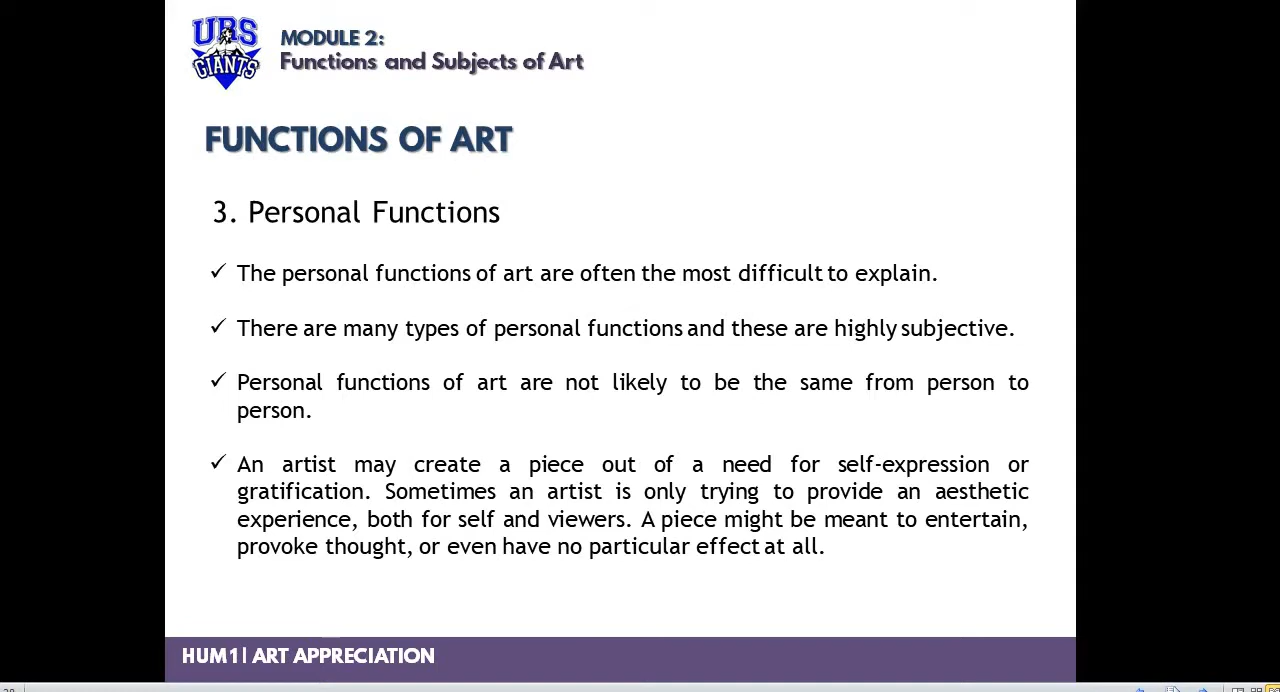 URS
GIANTS
MODULE 2:
Functions and Subjects of Art
FUNCTIONS OF ART
3. Personal Functions
✓ The personal functions of art are often the most difficult to explain.
✓ There are many types of personal functions and these are highly subjective.
✓ Personal functions of art are not likely to be the same from person to
person.
✓ An artist may create a piece out of a need for self-expression or
gratification. Sometimes an artist is only trying to provide an aesthetic
experience, both for self and viewers. A piece might be meant to entertain,
provoke thought, or even have no particular effect at all.
HUM1| ART APPRECIATION